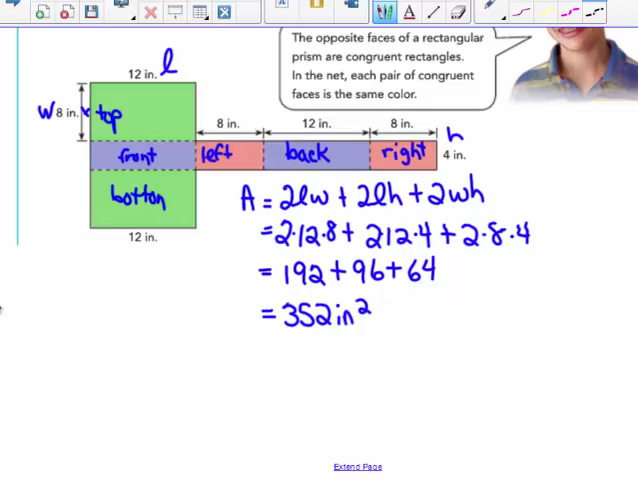 The opposite faces of a rectangular
prism are congruent rectangles.
In the net, each pair of congruent
faces is the same color.
12 in. l
w 8 in. top
8 in. 12 in. 8 in. h
front left back right 4 in.
botton
12 in.
A = 2lw + 2lh + 2wh
= 2·12·8 + 212·4 + 2·8·4
= 192 + 96 + 64
= 352 in²
Extend Page